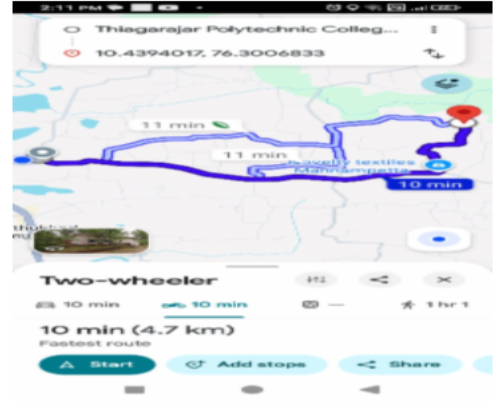 2:11 PM
Thiagarajar Polytechnic Colleg...
10.4394017, 76.3006833
11 min
11 min
Mannampetta
10 min
Two-wheeler
10 min
10 min
—
1 hr 1
10 min (4.7 km)
Fastest route
Start
Add stops
Share